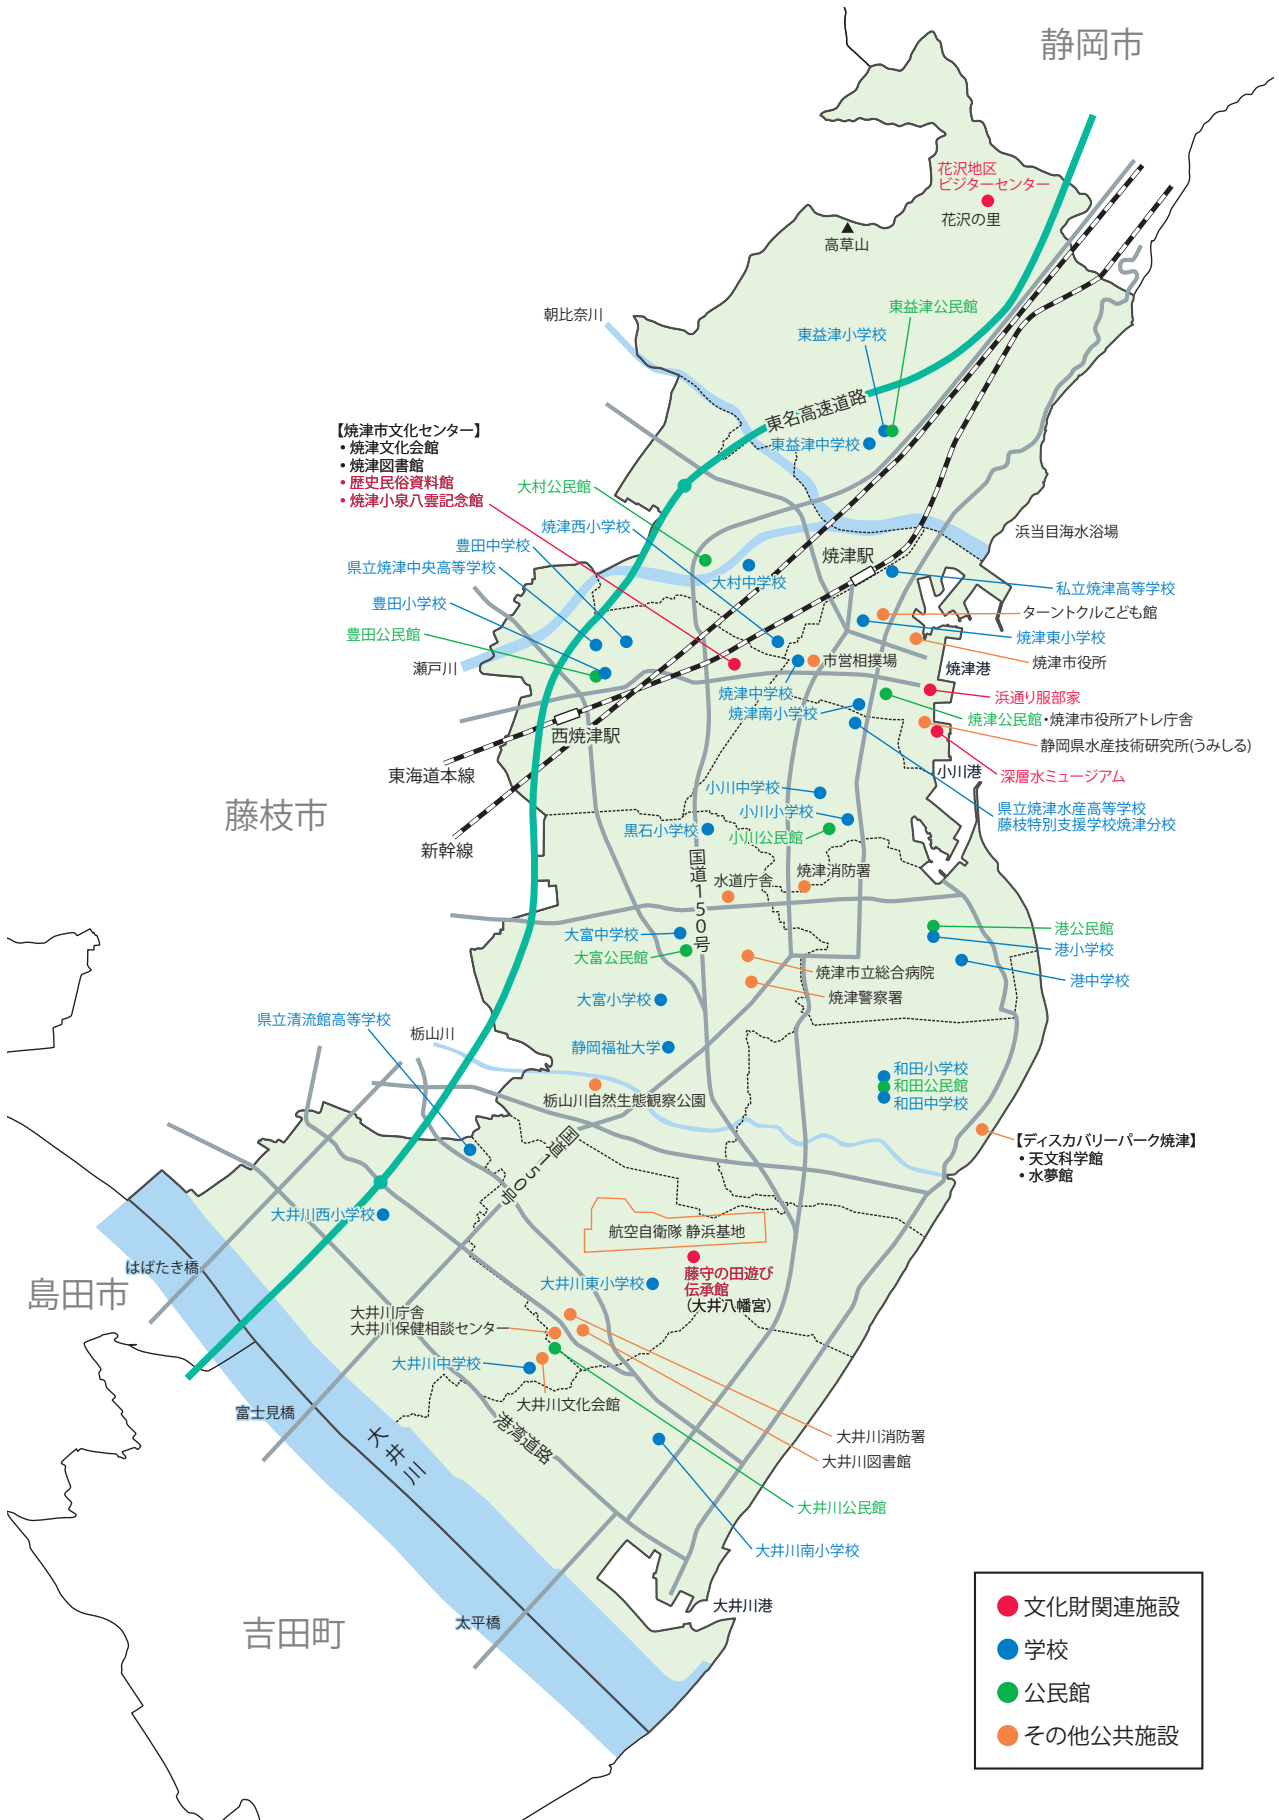 静岡市
花沢地区
ビジターセンター
花沢の里
高草山
朝比奈川
東益津公民館
東益津小学校
東名高速道路
東益津中学校
【焼津市文化センター】
・焼津文化会館
・焼津図書館
・歴史民俗資料館
・焼津小泉八雲記念館
大村公民館
焼津西小学校
豊田中学校
県立焼津中央高等学校
豊田小学校
豊田公民館
瀬戸川
大村中学校
焼津駅
浜当目海水浴場
私立焼津高等学校
ターントクルこども館
焼津東小学校
焼津市役所
市営相撲場
焼津港
焼津中学校
浜通り服部家
焼津南小学校
焼津公民館・焼津市役所アトレ庁舎
西焼津駅
静岡県水産技術研究所(うみしる)
東海道本線
小川港
深層水ミュージアム
小川中学校
県立焼津水産高等学校
藤枝特別支援学校焼津分校
小川小学校
藤枝市
黒石小学校
小川公民館
新幹線
国道150号
水道庁舎
焼津消防署
大富中学校
港公民館
港小学校
大富公民館
焼津市立総合病院
港中学校
大富小学校
焼津警察署
県立清流館高等学校
栃山川
静岡福祉大学
和田小学校
和田公民館
和田中学校
栃山川自然生態観察公園
国道150号
【ディスカバリーパーク焼津】
・天文科学館
・水夢館
大井川西小学校
航空自衛隊 静浜基地
はばたき橋
島田市
藤守の田遊び
伝承館
(大井八幡宮)
大井川東小学校
大井川庁舎
大井川保健相談センター
大井川中学校
大井川文化会館
富士見橋
大井川
港湾道路
大井川消防署
大井川図書館
大井川公民館
大井川南小学校
大井川港
太平橋
吉田町
文化財関連施設
学校
公民館
その他公共施設